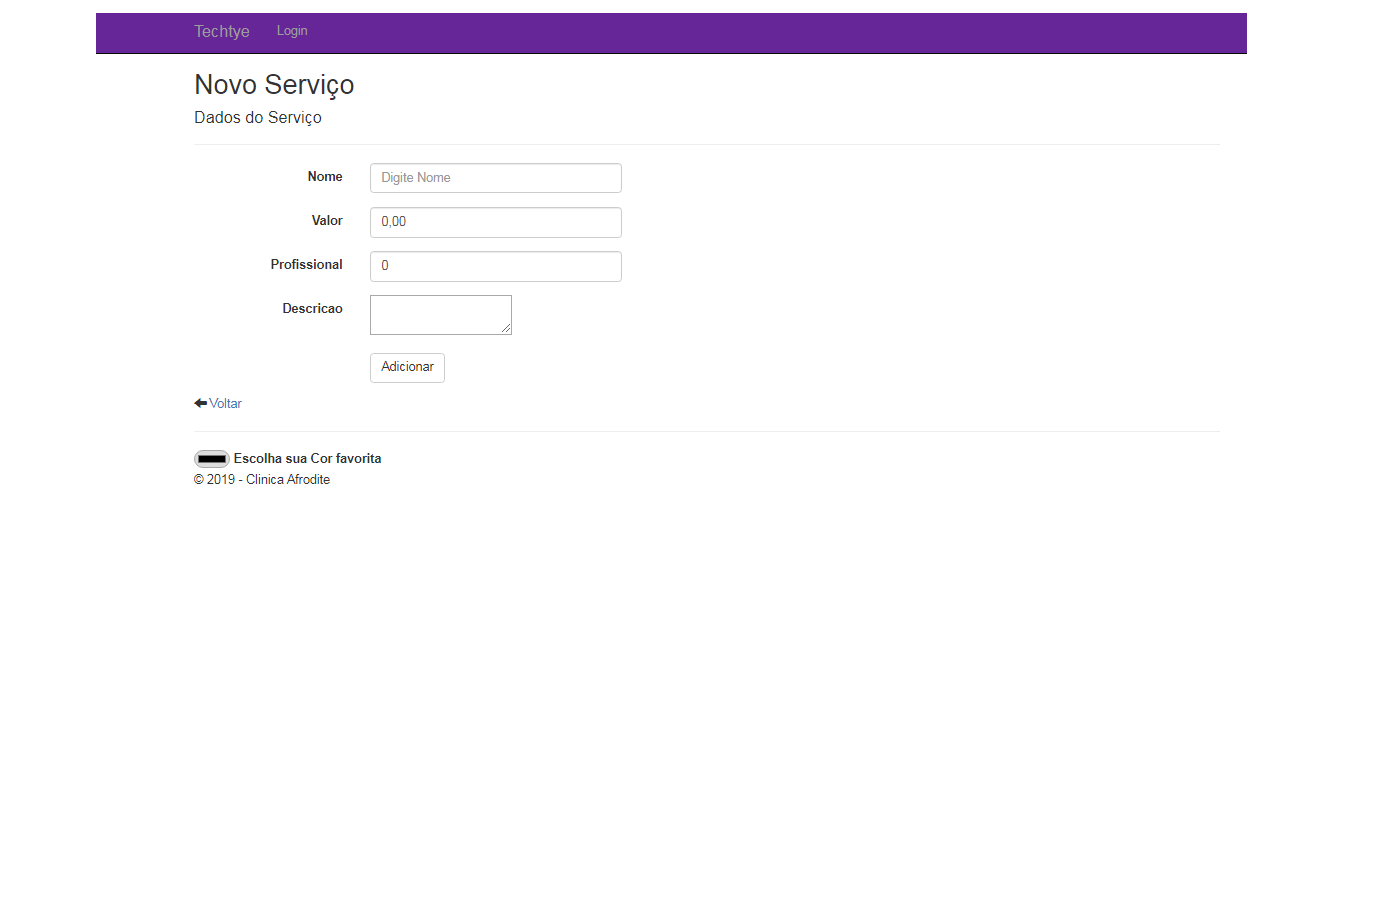 Techtye Login
Novo Serviço
Dados do Serviço
Nome Digite Nome
Valor 0,00
Profissional 0
Descricao
Adicionar
Voltar
Escolha sua Cor favorita
© 2019 - Clinica Afrodite